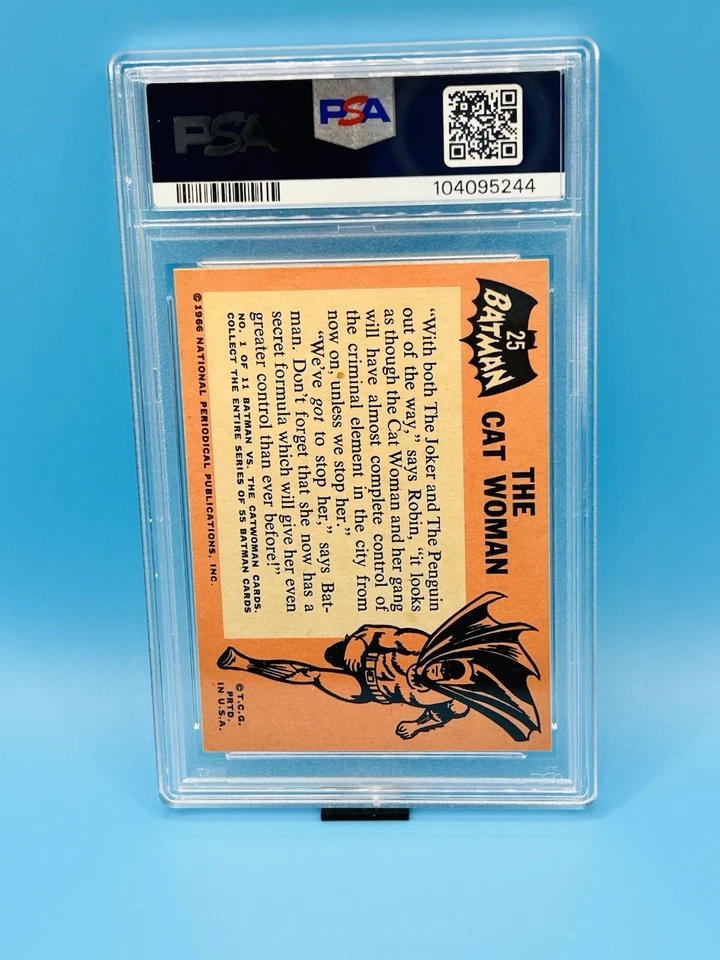 PSA
PSA
104095244
25
BATMAN
THE
CAT WOMAN
“With both The Joker and The Penguin
out of the way,” says Robin, “it looks
as though the Cat Woman and her gang
will have almost complete control of
the criminal element in the city from
now on, unless we stop her,”
“We’ve got to stop her,” says Bat-
man. Don’t forget that she now has a
secret formula which will give her even
greater control than ever before!”
NO. 1 OF 11 BATMAN VS. THE CATWOMAN CARDS.
COLLECT THE ENTIRE SERIES OF 55 BATMAN CARDS
© 1966 NATIONAL PERIODICAL PUBLICATIONS, INC.
© T.C.G.
PRTD.
IN U.S.A.